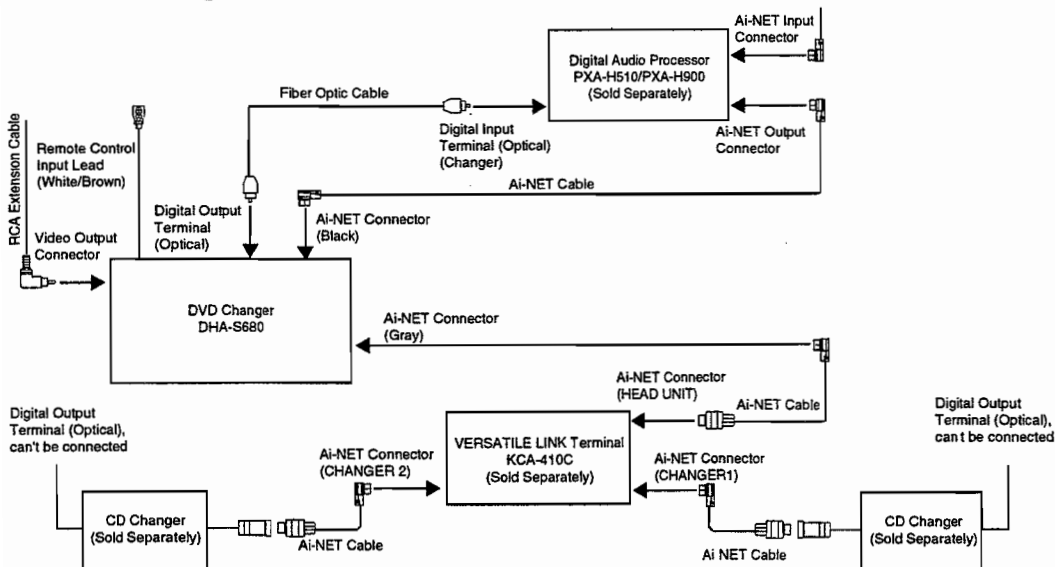 Ai-NET Input
Connector
Digital Audio Processor
PXA-H510/PXA-H900
(Sold Separately)
Fiber Optic Cable
Digital Input
Terminal (Optical)
(Changer)
Ai-NET Output
Connector
RCA Extension Cable
Remote Control
Input Lead
(White/Brown)
Ai-NET Cable
Digital Output
Terminal
(Optical)
Ai-NET Connector
(Black)
Video Output
Connector
DVD Changer
DHA-S680
Ai-NET Connector
(Gray)
Ai-NET Connector
(HEAD UNIT)
Ai-NET Cable
Digital Output
Terminal (Optical),
can't be connected
Digital Output
Terminal (Optical),
can t be connected
VERSATILE LINK Terminal
KCA-410C
(Sold Separately)
Ai-NET Connector
(CHANGER 2)
Ai-NET Connector
(CHANGER1)
CD Changer
(Sold Separately)
Ai-NET Cable
Ai NET Cable
CD Changer
(Sold Separately)